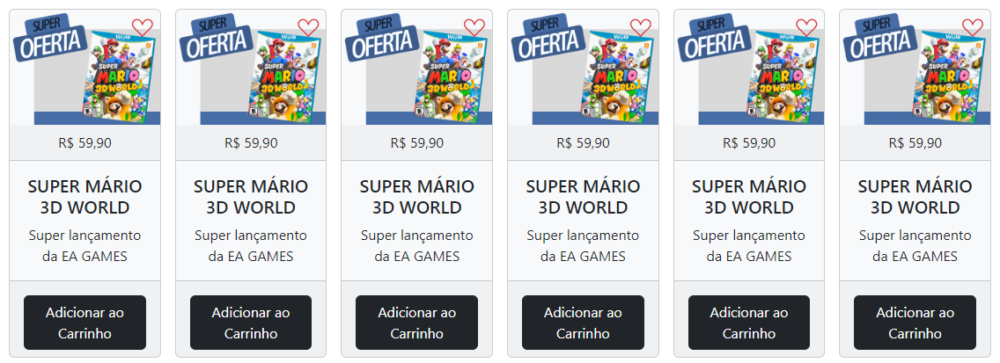 SUPER
OFERTA
Wii U
SUPER
MARIO
3D WORLD
R$ 59,90
SUPER MÁRIO
3D WORLD
Super lançamento
da EA GAMES
Adicionar ao
Carrinho
SUPER
OFERTA
Wii U
SUPER
MARIO
3D WORLD
R$ 59,90
SUPER MÁRIO
3D WORLD
Super lançamento
da EA GAMES
Adicionar ao
Carrinho
SUPER
OFERTA
Wii U
SUPER
MARIO
3D WORLD
R$ 59,90
SUPER MÁRIO
3D WORLD
Super lançamento
da EA GAMES
Adicionar ao
Carrinho
SUPER
OFERTA
Wii U
SUPER
MARIO
3D WORLD
R$ 59,90
SUPER MÁRIO
3D WORLD
Super lançamento
da EA GAMES
Adicionar ao
Carrinho
SUPER
OFERTA
Wii U
SUPER
MARIO
3D WORLD
R$ 59,90
SUPER MÁRIO
3D WORLD
Super lançamento
da EA GAMES
Adicionar ao
Carrinho
SUPER
OFERTA
Wii U
SUPER
MARIO
3D WORLD
R$ 59,90
SUPER MÁRIO
3D WORLD
Super lançamento
da EA GAMES
Adicionar ao
Carrinho